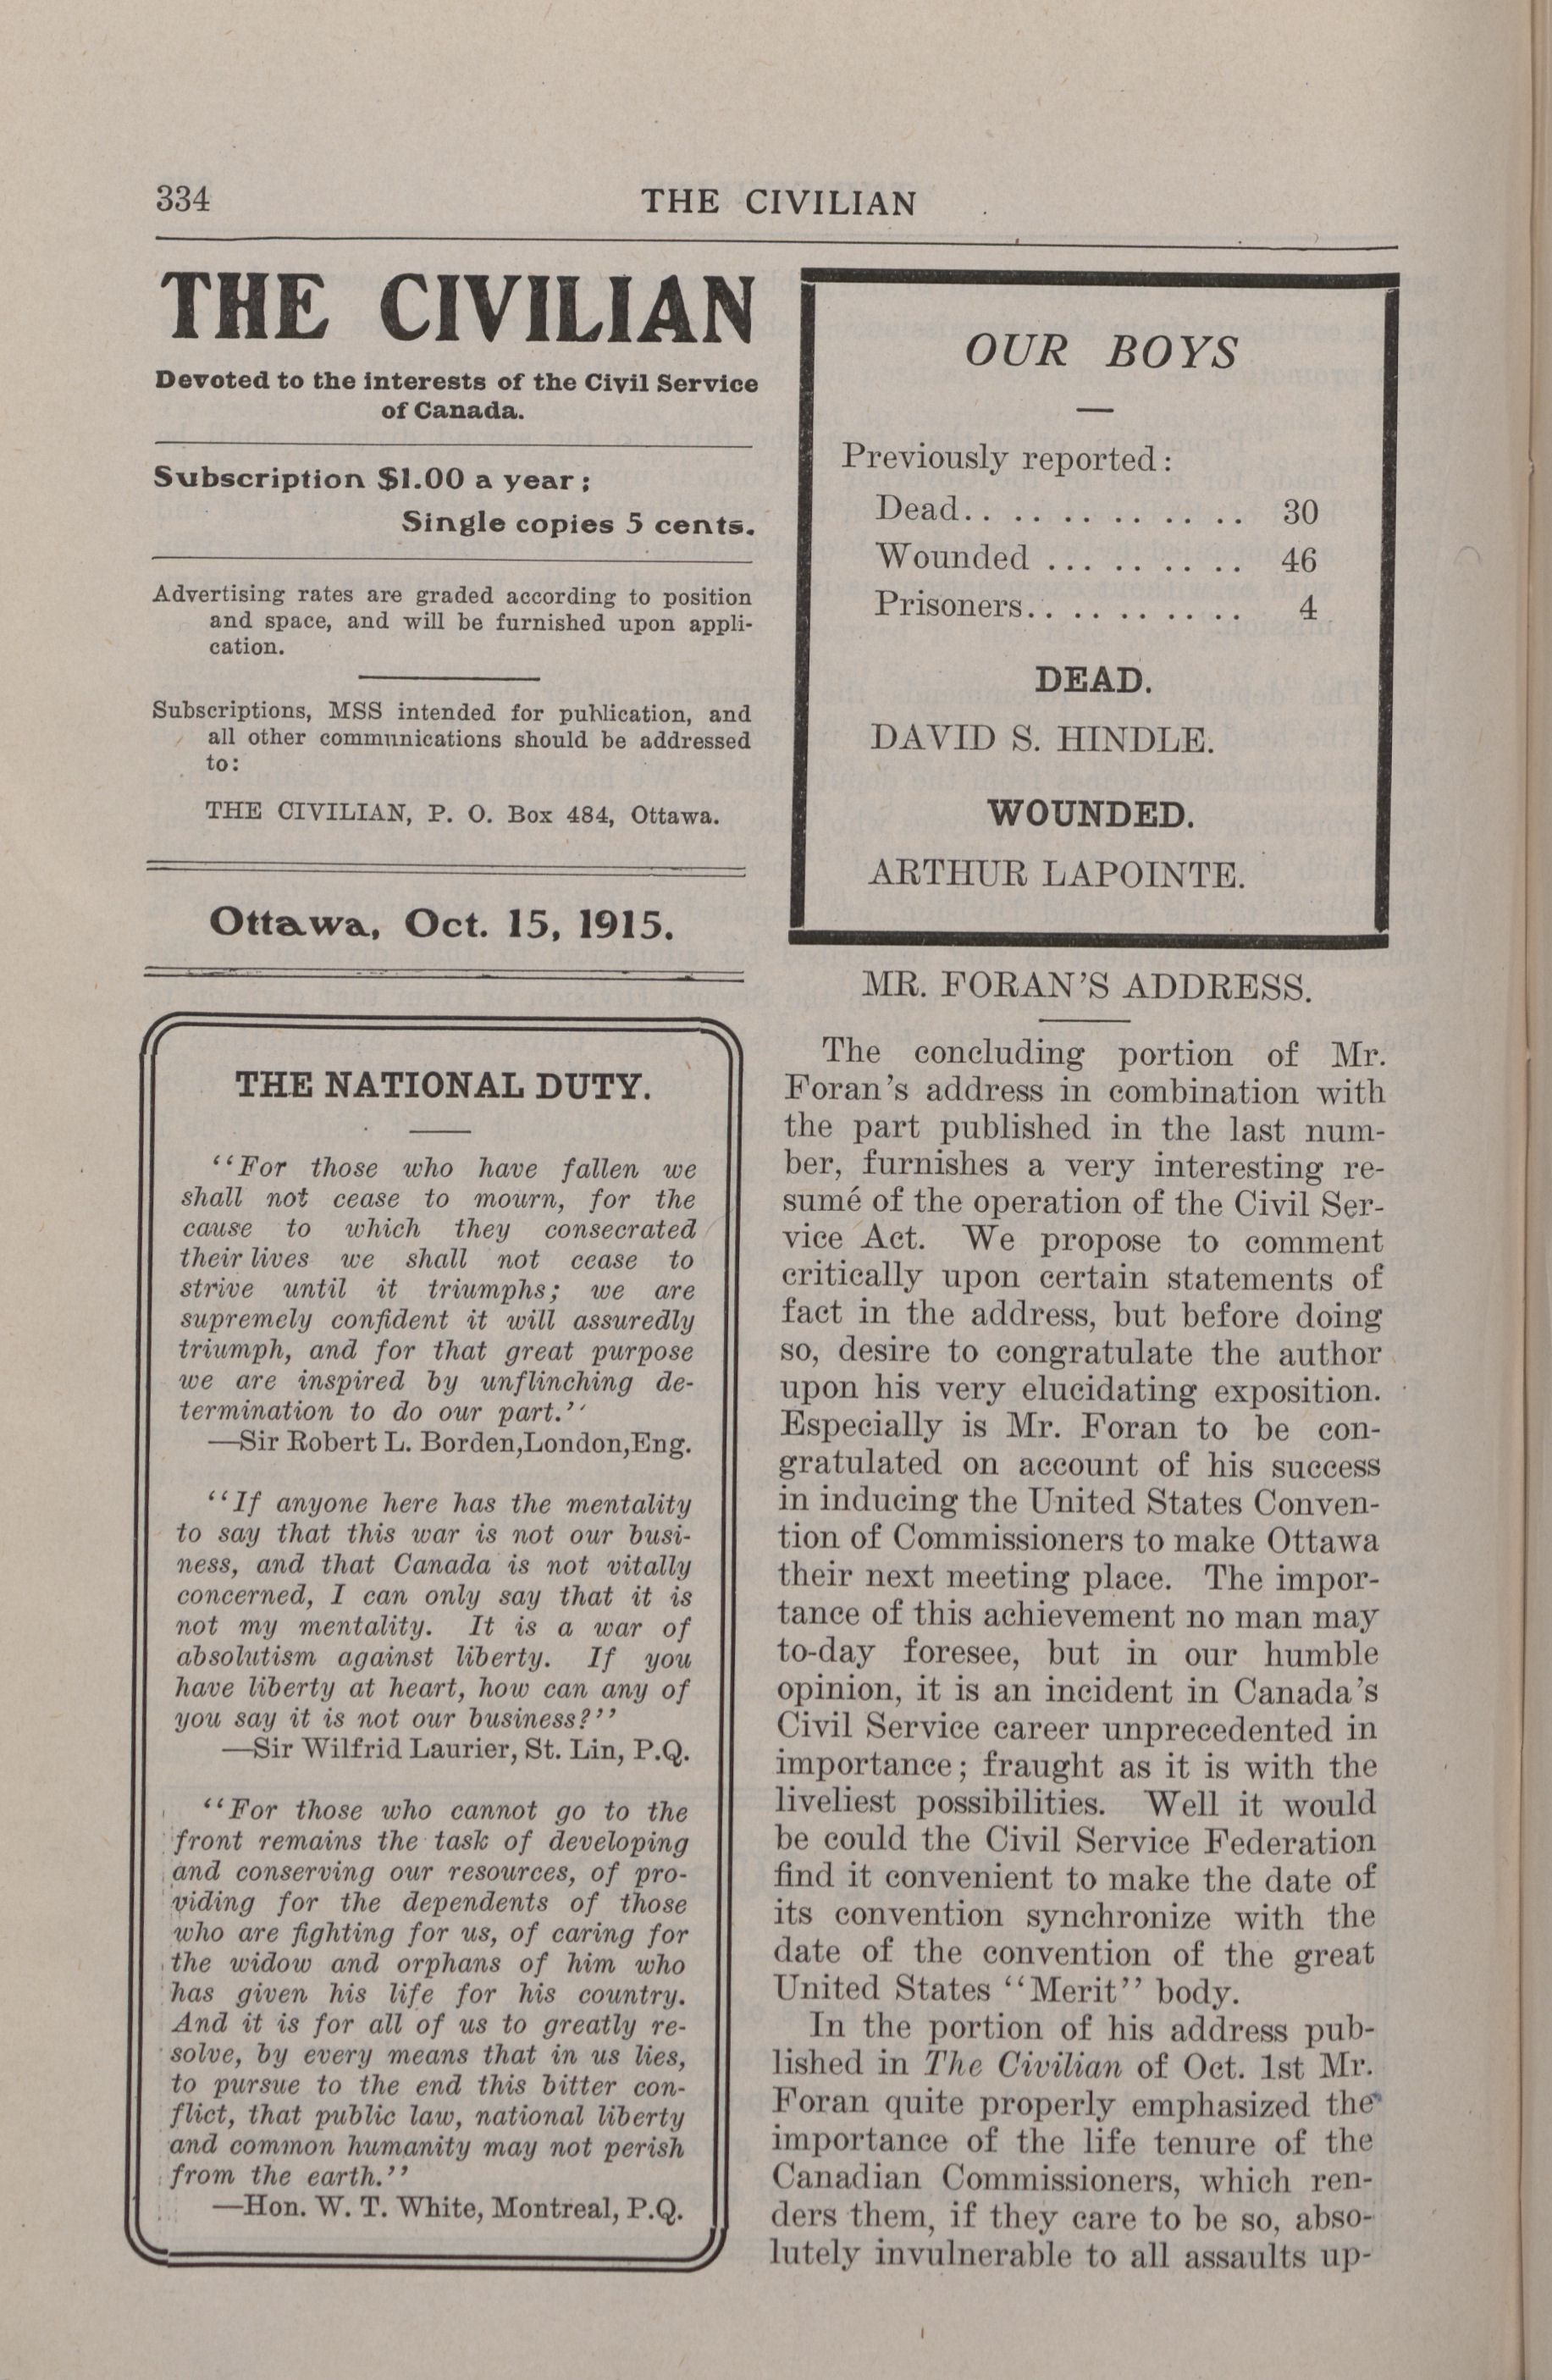 334
THE CIVILIAN
THE CIVILIAN
Devoted to the interests of the Civil Service
of Canada.
Subscription $1.00 a year;
Single copies 5 cents.
Advertising rates are graded according to position
and space, and will be furnished upon appli-
cation.
Subscriptions, MSS intended for publication, and
all other communications should be addressed
to:
THE CIVILIAN, P. O. Box 484, Ottawa.
Ottawa, Oct. 15, 1915.
THE NATIONAL DUTY.
"For those who have fallen we
shall not cease to mourn, for the
cause to which they consecrated
their lives we shall not cease to
strive until it triumphs; we are
supremely confident it will assuredly
triumph, and for that great purpose
we are inspired by unflinching de-
termination to do our part."
—Sir Robert L. Borden,London,Eng.
"If anyone here has the mentality
to say that this war is not our busi-
ness, and that Canada is not vitally
concerned, I can only say that it is
not my mentality. It is a war of
absolutism against liberty. If you
have liberty at heart, how can any of
you say it is not our business?"
—Sir Wilfrid Laurier, St. Lin, P.Q.
"For those who cannot go to the
front remains the task of developing
and conserving our resources, of pro-
viding for the dependents of those
who are fighting for us, of caring for
the widow and orphans of him who
has given his life for his country.
And it is for all of us to greatly re-
solve, by every means that in us lies,
to pursue to the end this bitter con-
flict, that public law, national liberty
and common humanity may not perish
from the earth."
—Hon. W. T. White, Montreal, P.Q.
OUR BOYS
Previously reported:
Dead.. .. .. .. .. .. 30
Wounded ... .. .. .. 46
Prisoners.. .. .. .. .. 4
DEAD.
DAVID S. HINDLE.
WOUNDED.
ARTHUR LAPOINTE.
MR. FORAN'S ADDRESS.
The concluding portion of Mr.
Foran's address in combination with
the part published in the last num-
ber, furnishes a very interesting re-
sumé of the operation of the Civil Ser-
vice Act. We propose to comment
critically upon certain statements of
fact in the address, but before doing
so, desire to congratulate the author
upon his very elucidating exposition.
Especially is Mr. Foran to be con-
gratulated on account of his success
in inducing the United States Conven-
tion of Commissioners to make Ottawa
their next meeting place. The impor-
tance of this achievement no man may
to-day foresee, but in our humble
opinion, it is an incident in Canada's
Civil Service career unprecedented in
importance; fraught as it is with the
liveliest possibilities. Well it would
be could the Civil Service Federation
find it convenient to make the date of
its convention synchronize with the
date of the convention of the great
United States "Merit" body.
In the portion of his address pub-
lished in The Civilian of Oct. 1st Mr.
Foran quite properly emphasized the
importance of the life tenure of the
Canadian Commissioners, which ren-
ders them, if they care to be so, abso-
lutely invulnerable to all assaults up-